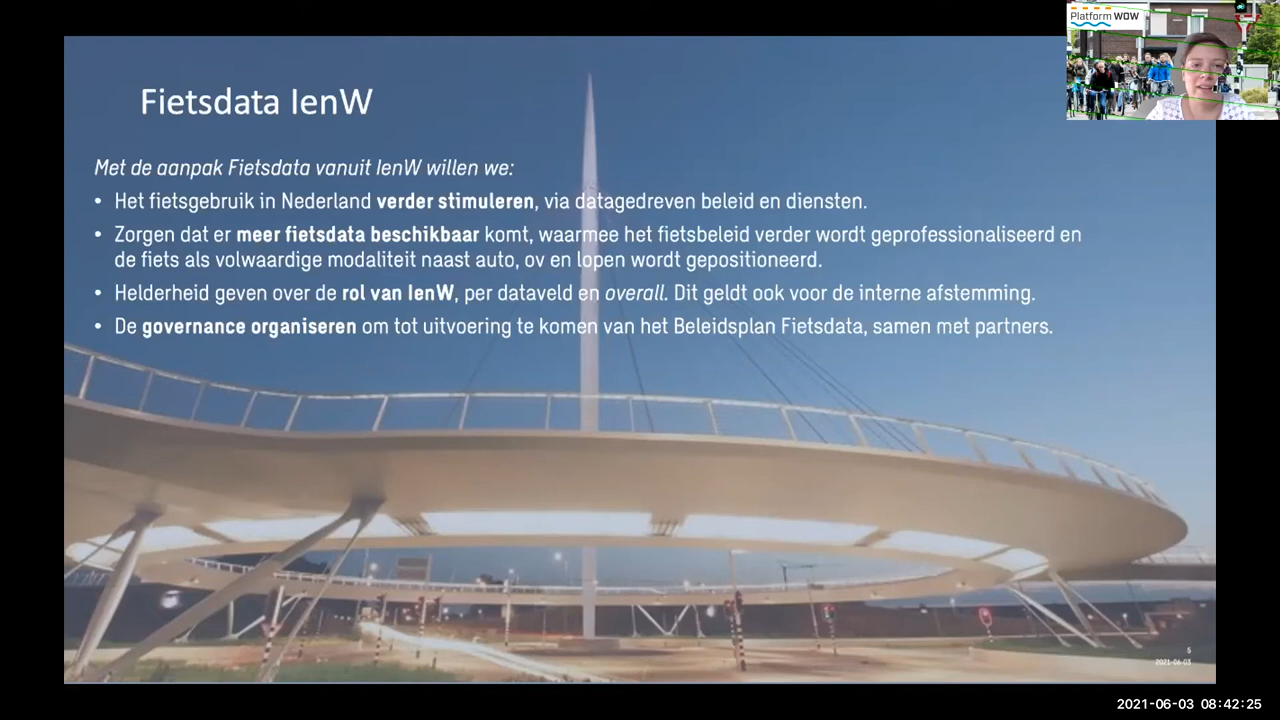 Platform WOW
Fietsdata IenW
Met de aanpak Fietsdata vanuit IenW willen we:
• Het fietsgebruik in Nederland verder stimuleren, via datagedreven beleid en diensten.
• Zorgen dat er meer fietsdata beschikbaar komt, waarmee het fietsbeleid verder wordt geprofessionaliseerd en
de fiets als volwaardige modaliteit naast auto, ov en lopen wordt gepositioneerd.
• Helderheid geven over de rol van IenW, per dataveld en overall. Dit geldt ook voor de interne afstemming.
• De governance organiseren om tot uitvoering te komen van het Beleidsplan Fietsdata, samen met partners.
5
2021-06-03
2021-06-03 08:42:25